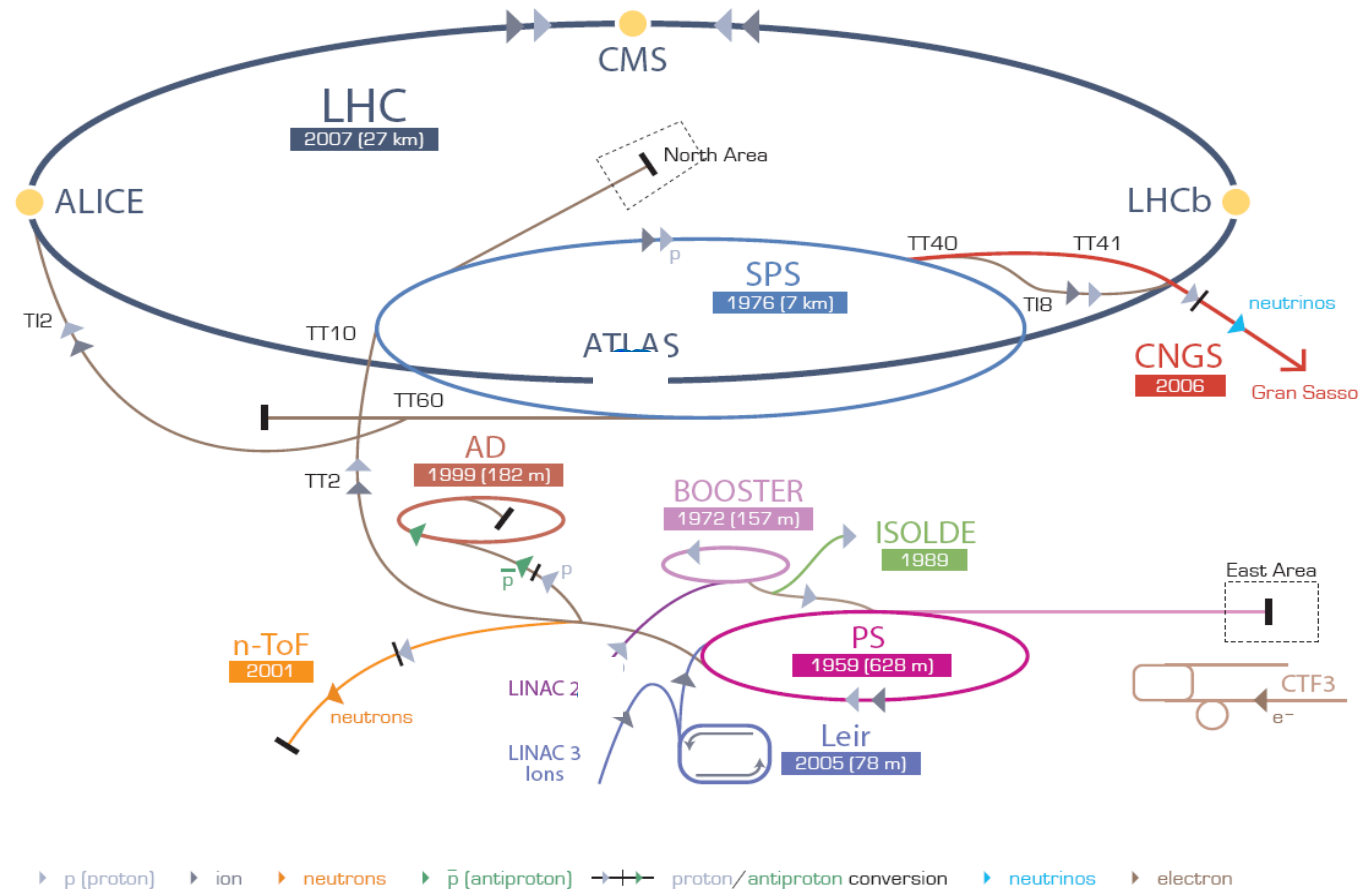 CMS
LHC
2007 (27 km)
North Area
ALICE
LHCb
TT40
TT41
p
SPS
1976 (7 km)
TI8
neutrinos
TI2
TT10
ATLAS
CNGS
2006
Gran Sasso
TT60
AD
1999 (182 m)
TT2
BOOSTER
1972 (157 m)
ISOLDE
1989
East Area
p̅
p
n-ToF
2001
PS
1959 (628 m)
LINAC 2
CTF3
e⁻
neutrons
Leir
2005 (78 m)
LINAC 3
Ions
p (proton) ion neutrons p̅ (antiproton) proton/antiproton conversion neutrinos electron